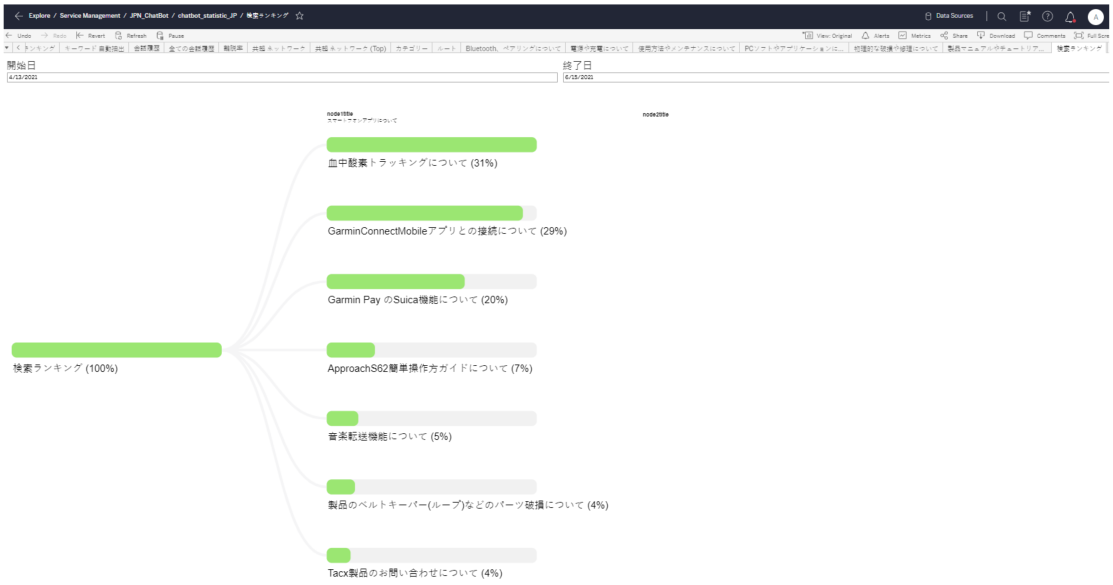 ← Explore / Service Management / JPN_ChatBot / chatbot_statistic_JP / 検索ランキング
Data Sources
A
Undo Redo Revert Refresh Pause
View: Original Alerts Metrics Share Download Comments Full Scre
ランキング キーワード自動抽出 会話履歴 全ての会話履歴 離脱率 共起ネットワーク 共起ネットワーク(Top) カテゴリー ルート Bluetooth、ペアリングについて 電源や充電について 使用方法やメンテナンスについて PCソフトやアプリケーションに... 物理的な破損や修理について 製品マニュアルやチュートリア... 検索ランキング
開始日 終了日
4/13/2021 6/15/2021
node1title node2title
スマートフォンアプリについて
血中酸素トラッキングについて (31%)
GarminConnectMobileアプリとの接続について (29%)
Garmin Pay のSuica機能について (20%)
検索ランキング (100%)
ApproachS62簡単操作方ガイドについて (7%)
音楽転送機能について (5%)
製品のベルトキーパー(ループ)などのパーツ破損について (4%)
Tacx製品のお問い合わせについて (4%)